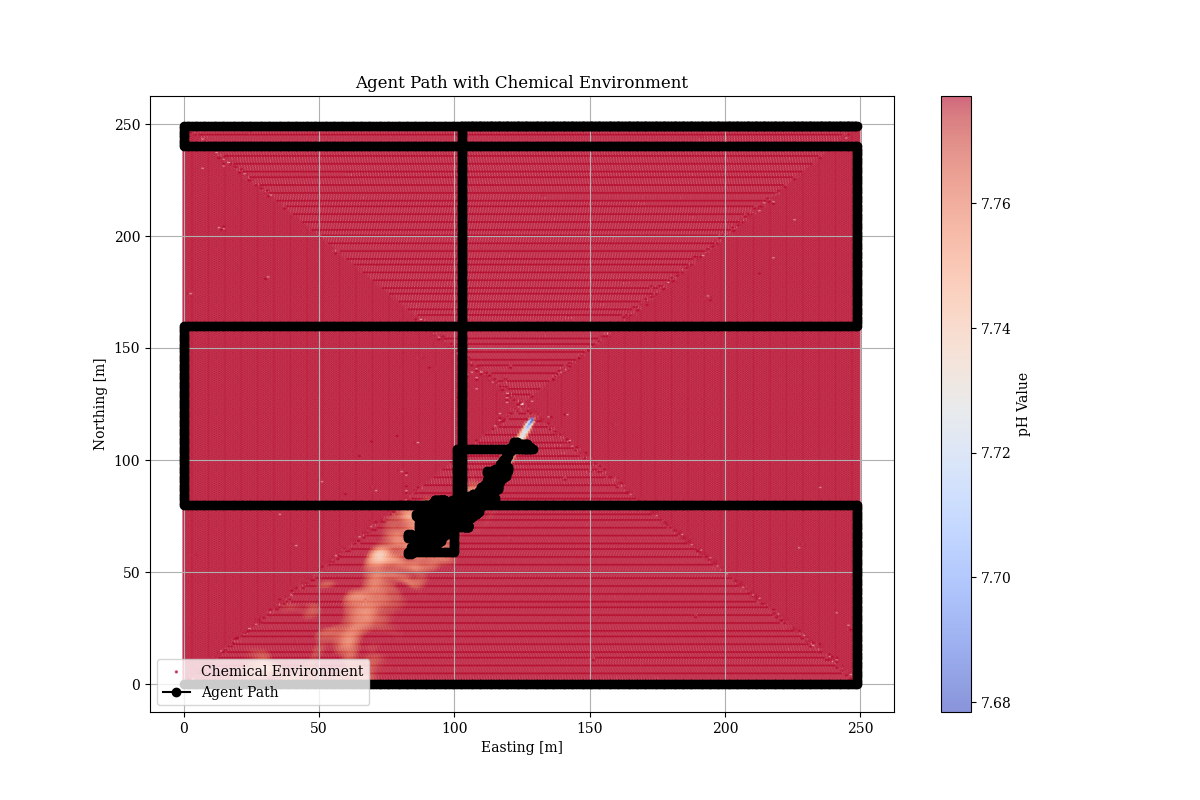 Agent Path with Chemical Environment
250
200
150
100
50
0
Northing [m]
Chemical Environment
Agent Path
0 50 100 150 200 250
Easting [m]
7.76
7.74
7.72
7.70
7.68
pH Value